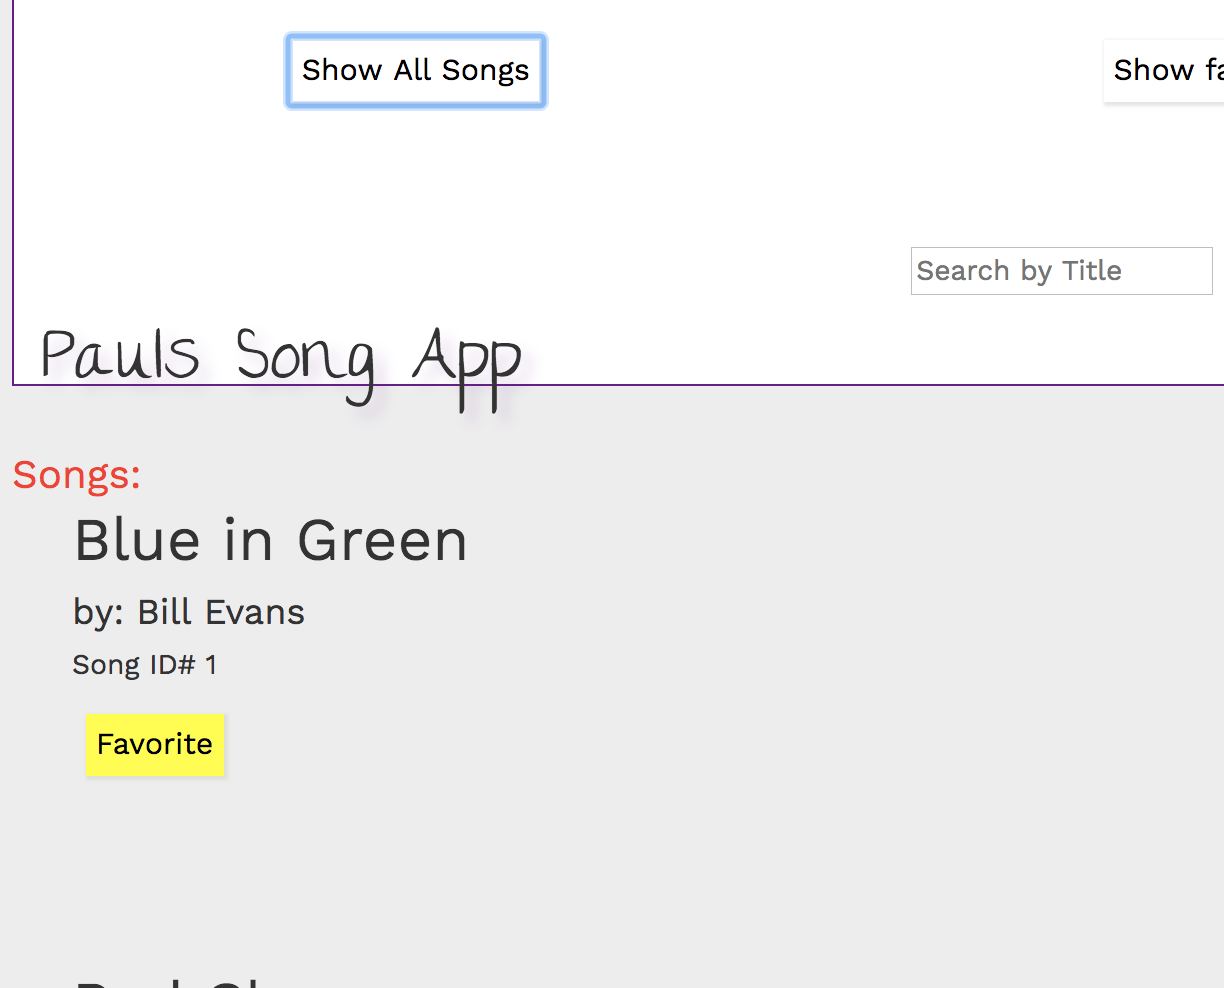 Show All Songs
Show fa
Search by Title
Pauls Song App
Songs:
Blue in Green
by: Bill Evans
Song ID# 1
Favorite